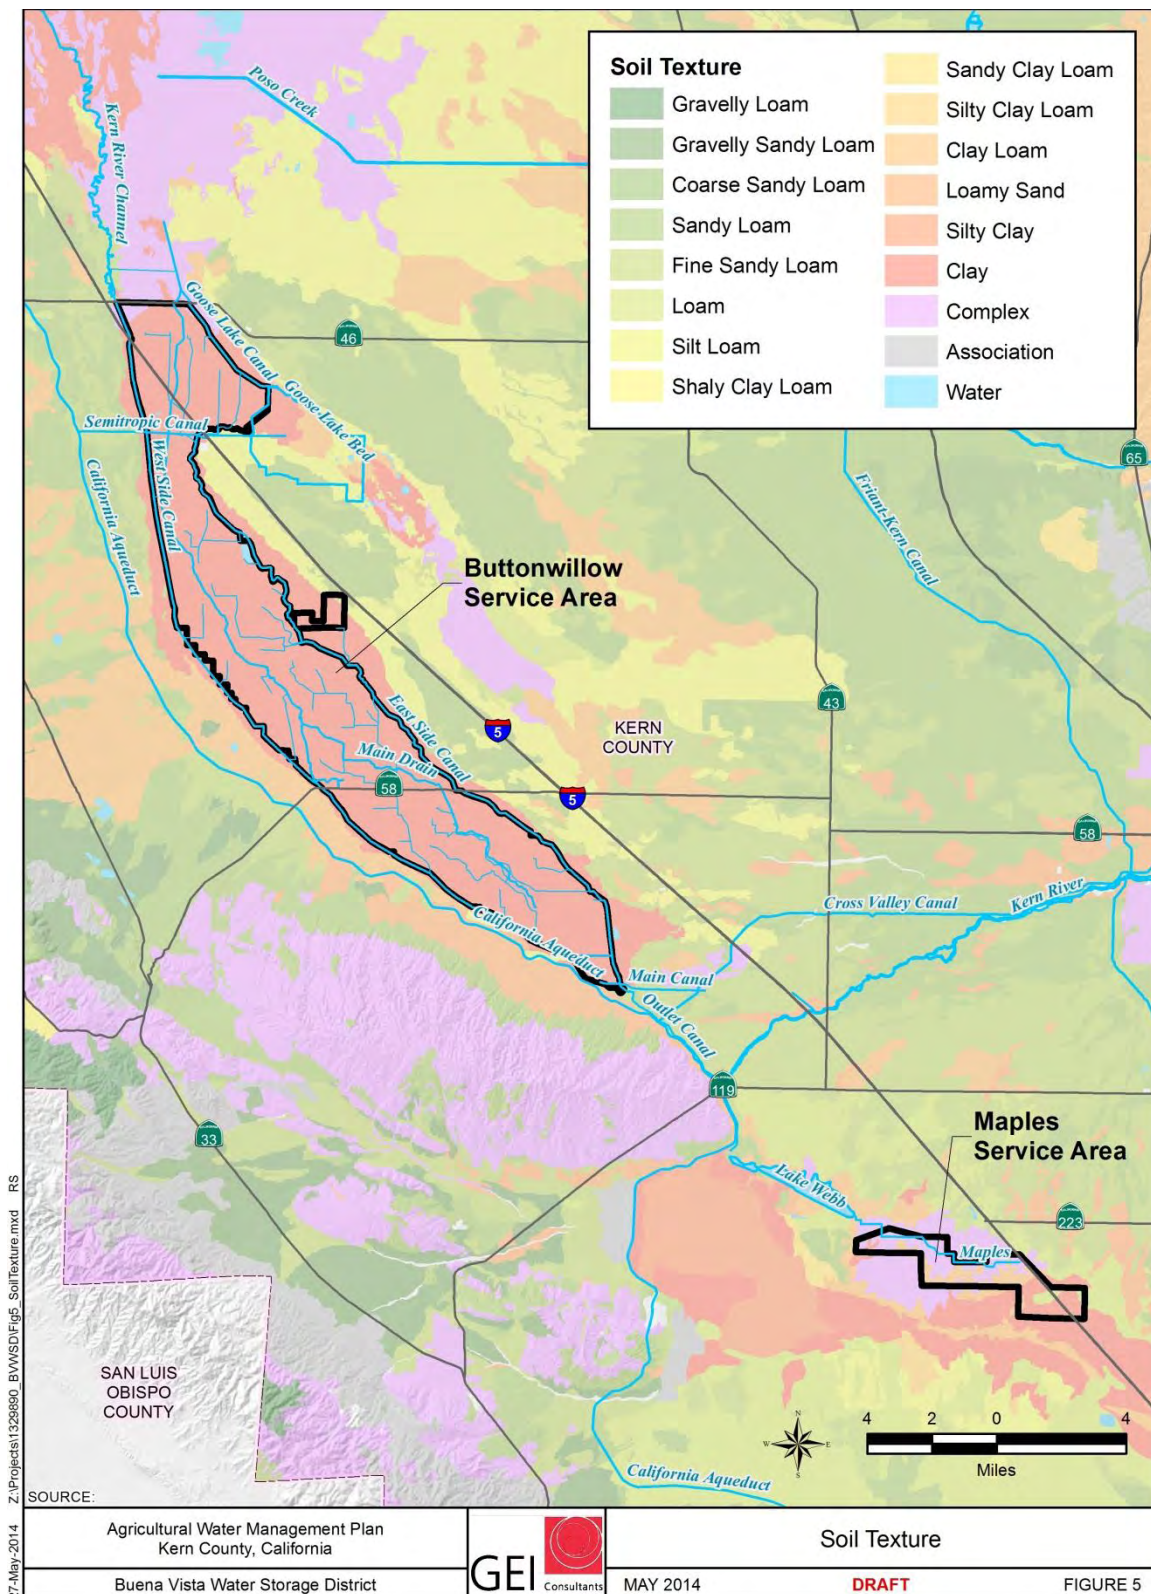 Soil Texture
Gravelly Loam
Gravelly Sandy Loam
Coarse Sandy Loam
Sandy Loam
Fine Sandy Loam
Loam
Silt Loam
Shaly Clay Loam
Sandy Clay Loam
Silty Clay Loam
Clay Loam
Loamy Sand
Silty Clay
Clay
Complex
Association
Water
Poso Creek
Kern River Channel
Goose Lake Canal
46
Goose Lake Bed
Semitropic Canal
West Side Canal
California Aqueduct
65
Friant-Kern Canal
Buttonwillow
Service Area
East Side Canal
5
43
KERN
COUNTY
Main Drain
58
5
58
Kern River
Cross Valley Canal
California Aqueduct
Main Canal
Outlet Canal
119
33
Maples
Service Area
Lake Webb
223
Maples
SAN LUIS
OBISPO
COUNTY
N
W E
S
4 2 0 4
Miles
California Aqueduct
SOURCE:
27-May-2014 Z:\Projects\1329890_BVWSD\Fig5_SoilTexture.mxd RS
Agricultural Water Management Plan
Kern County, California
Buena Vista Water Storage District
GEI Consultants
Soil Texture
MAY 2014 DRAFT FIGURE 5